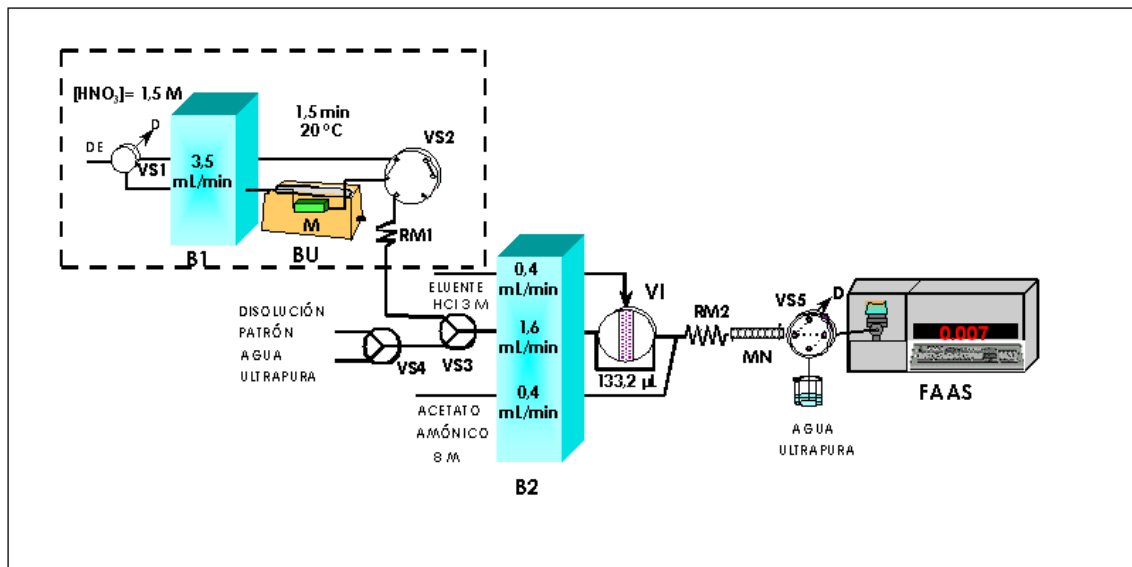 [HNO₃]= 1,5 M
1,5 min
20 ºC
VS2
DE
D
VS1
3,5
mL/min
M
RM1
B1
BU
ELUENTE
HCl 3 M
0,4
mL/min
VI
RM2
VS5
D
DISOLUCIÓN
PATRÓN
AGUA
ULTRAPURA
VS4
VS3
1,6
mL/min
133,2 µL
MN
0.007
FAAS
ACETATO
AMÓNICO
8 M
0,4
mL/min
AGUA
ULTRAPURA
B2